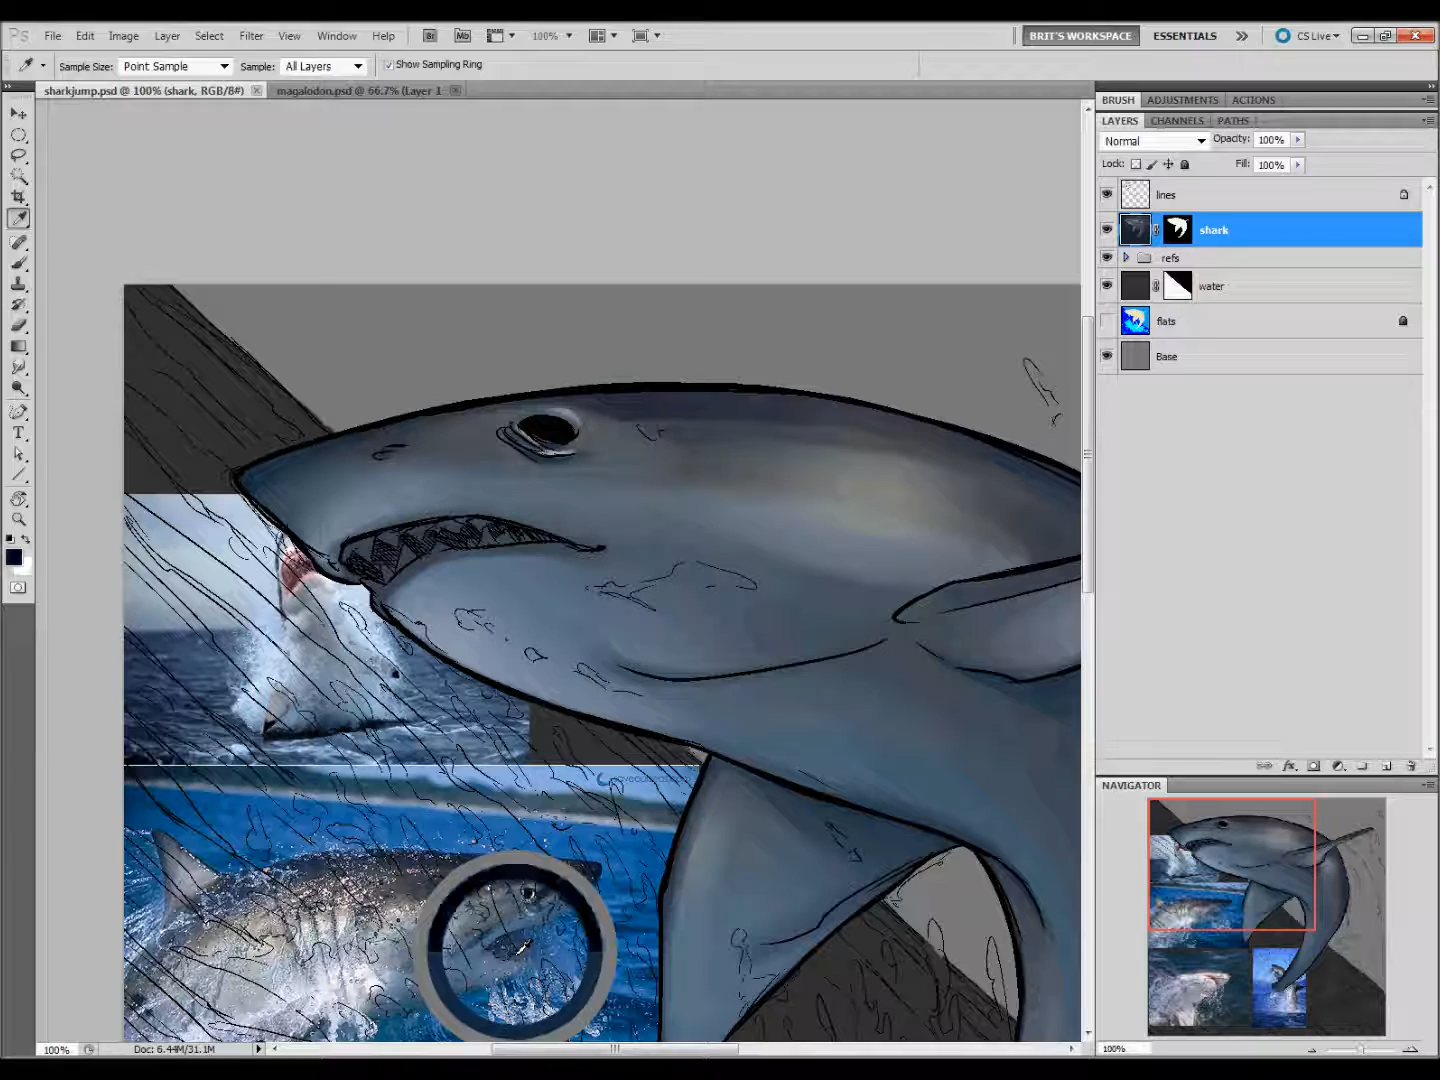 Ps File Edit Image Layer Select Filter View Window Help Br Mb 100% BRIT'S WORKSPACE ESSENTIALS CS Live
Sample Size: Point Sample Sample: All Layers Show Sampling Ring
sharkjump.psd @ 100% (shark, RGB/8#) magalodon.psd @ 66.7% (Layer 1
BRUSH ADJUSTMENTS ACTIONS
LAYERS CHANNELS PATHS
Normal Opacity: 100%
Lock: Fill: 100%
lines
shark
refs
water
flats
Base
NAVIGATOR
100% Doc: 6.44M/31.1M
100%